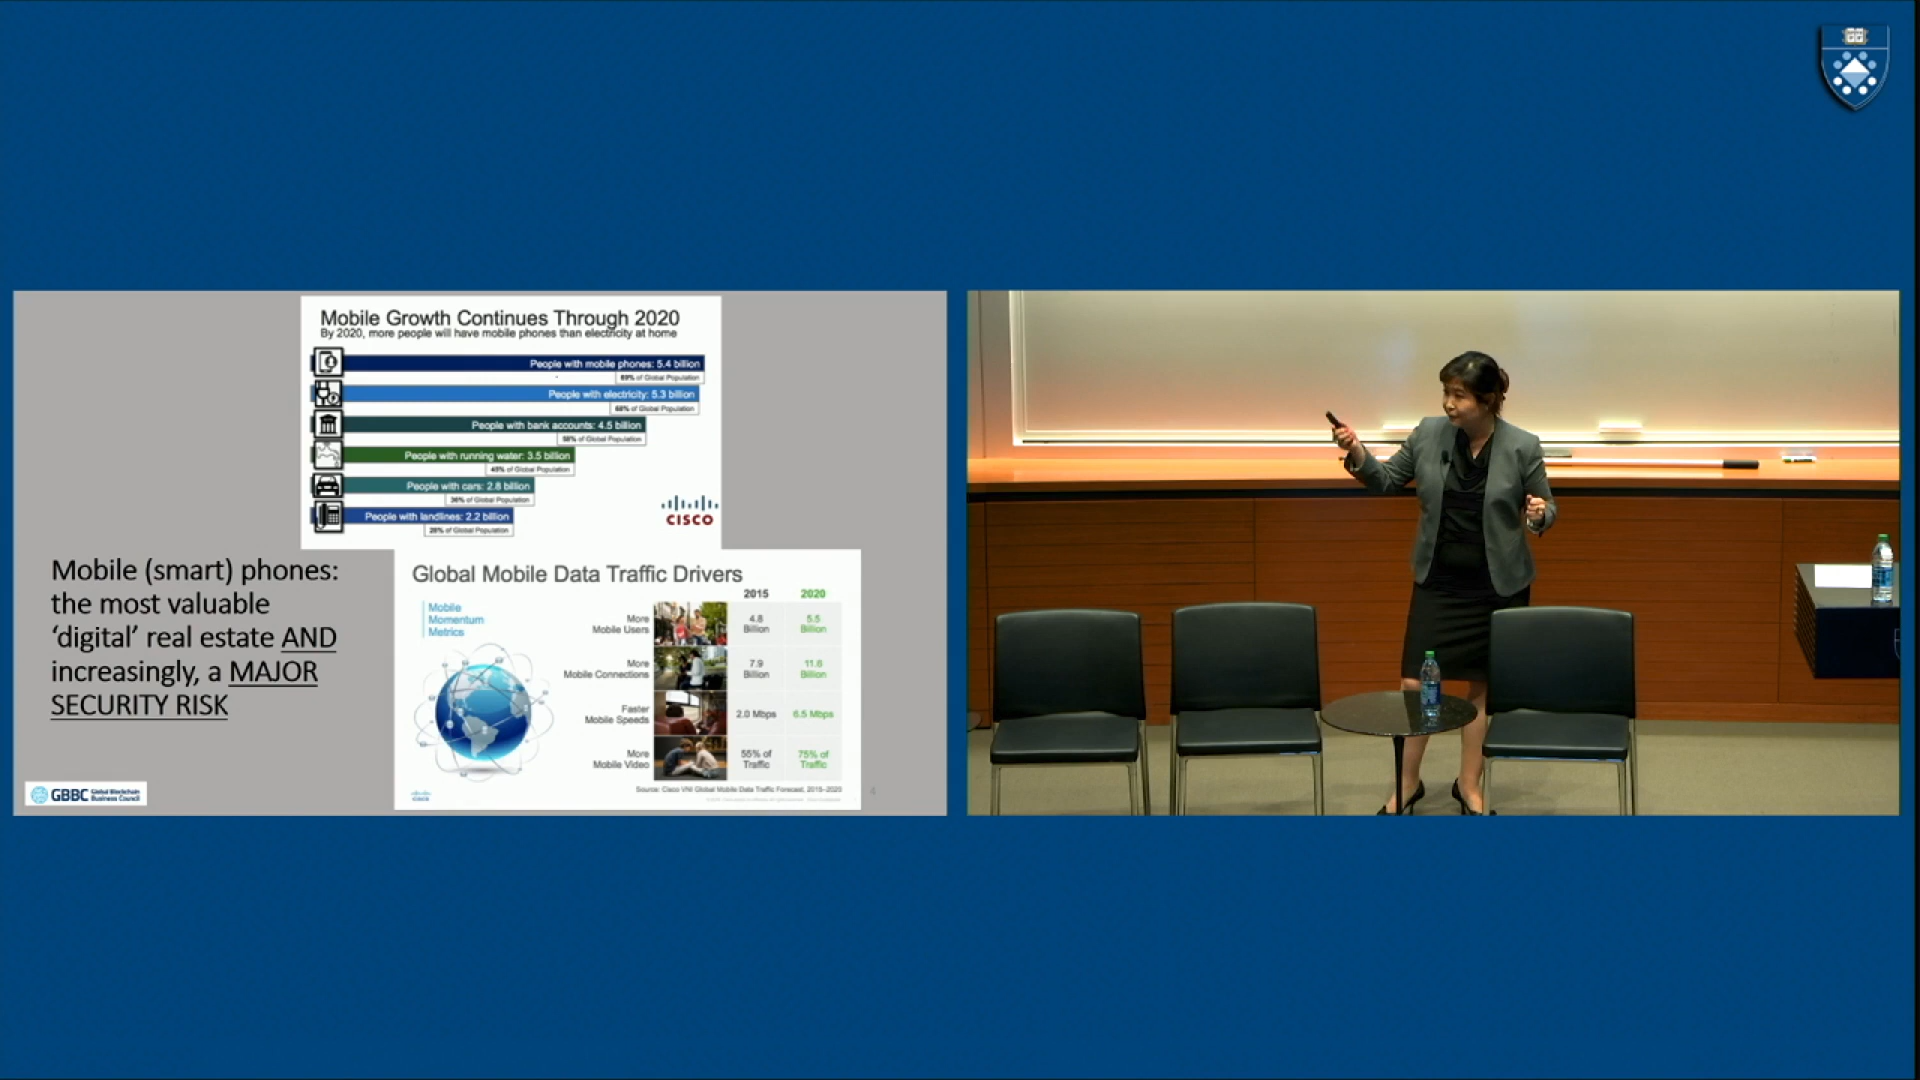 Mobile Growth Continues Through 2020
By 2020, more people will have mobile phones than electricity at home
People with mobile phones: 5.4 billion
69% of Global Population
People with electricity: 5.3 billion
68% of Global Population
People with bank accounts: 4.5 billion
58% of Global Population
People with running water: 3.5 billion
45% of Global Population
People with cars: 2.8 billion
36% of Global Population
People with landlines: 2.2 billion
28% of Global Population
CISCO
Mobile (smart) phones:
the most valuable
‘digital’ real estate AND
increasingly, a MAJOR
SECURITY RISK
Global Mobile Data Traffic Drivers
Mobile
Momentum
Metrics
2015 2020
More
Mobile Users
4.8
Billion
5.5
Billion
More
Mobile Connections
7.9
Billion
11.6
Billion
Faster
Mobile Speeds
2.0 Mbps 6.5 Mbps
More
Mobile Video
55% of
Traffic
75% of
Traffic
Source: Cisco VNI Global Mobile Data Traffic Forecast, 2015–2020
GBBC Global Blockchain
Business Council
4